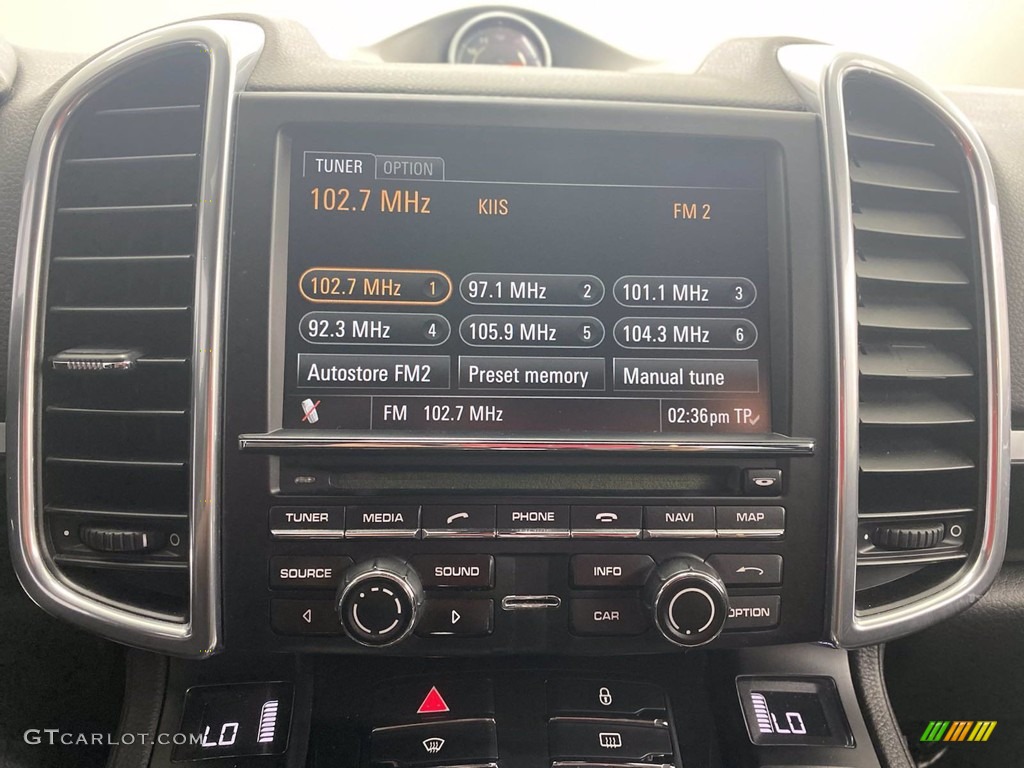 TUNER OPTION
102.7 MHz KIIS FM 2
102.7 MHz 1 97.1 MHz 2 101.1 MHz 3
92.3 MHz 4 105.9 MHz 5 104.3 MHz 6
Autostore FM2 Preset memory Manual tune
FM 102.7 MHz 02:36pm TP
TUNER MEDIA PHONE NAVI MAP
SOURCE SOUND INFO
CAR OPTION
LO LO
GTCARLOT.COM